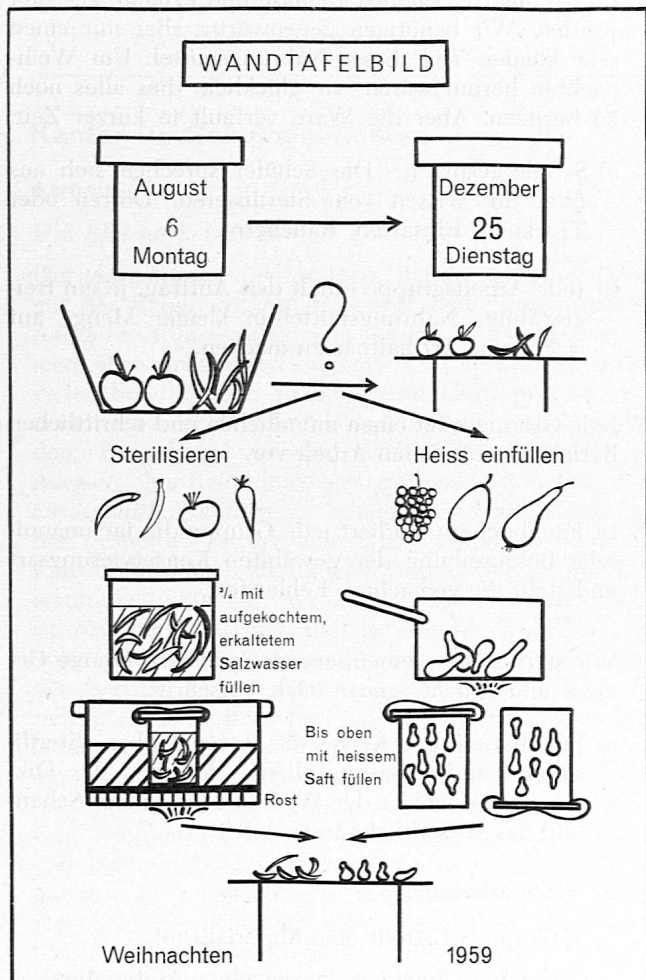 WANDTAFELBILD
August
6
Montag
Dezember
25
Dienstag
?
Sterilisieren
Heiss einfüllen
¾ mit
aufgekochtem,
erkaltetem
Salzwasser
füllen
Bis oben
mit heissem
Saft füllen
Rost
Weihnachten 1959